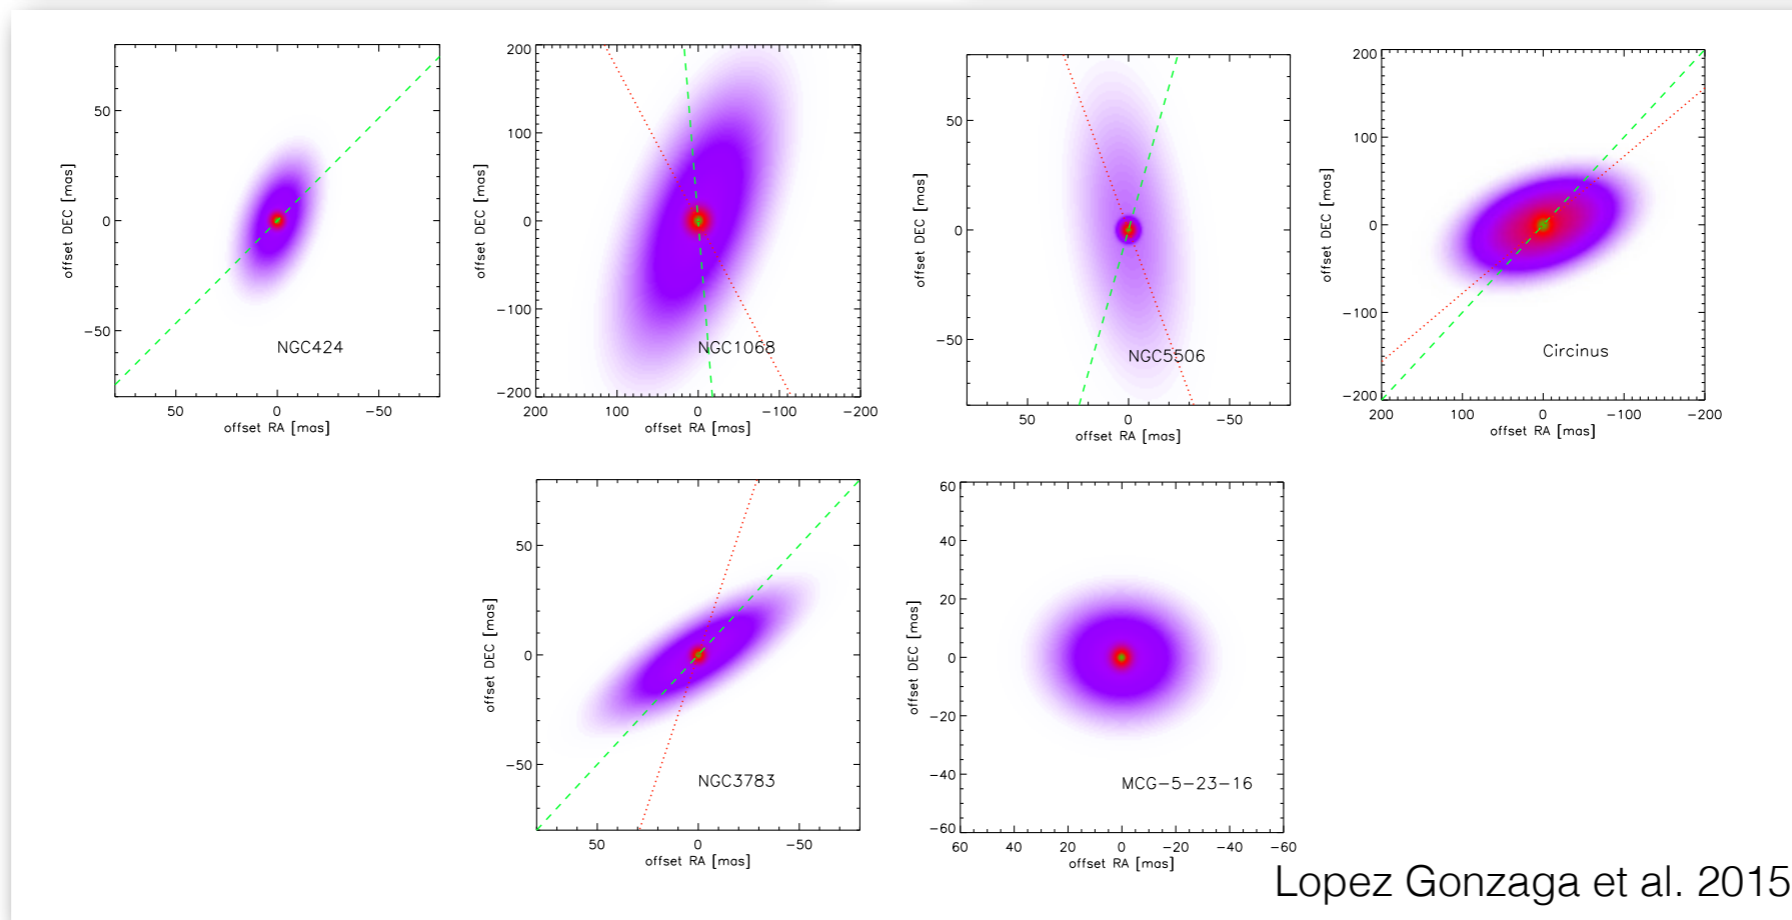 50
0
−50
offset DEC [mas]
50 0 −50
offset RA [mas]
NGC424
200
100
0
−100
−200
offset DEC [mas]
200 100 0 −100 −200
offset RA [mas]
NGC1068
50
0
−50
offset DEC [mas]
50 0 −50
offset RA [mas]
NGC5506
200
100
0
−100
−200
offset DEC [mas]
200 100 0 −100 −200
offset RA [mas]
Circinus
50
0
−50
offset DEC [mas]
50 0 −50
offset RA [mas]
NGC3783
60
40
20
0
−20
−40
−60
offset DEC [mas]
60 40 20 0 −20 −40 −60
offset RA [mas]
MCG−5−23−16
Lopez Gonzaga et al. 2015